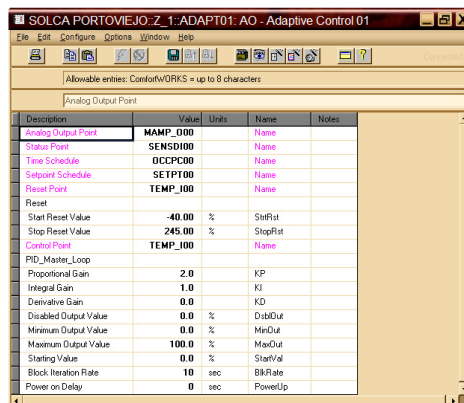 SOLCA PORTOVIEJO::Z_1::ADAPT01: AO - Adaptive Control 01
File Edit Configure Options Window Help
Connected
Allowable entries: ComfortWORKS = up to 8 characters
Analog Output Point
Description Value Units Name Notes
Analog Output Point MAMP_O00 Name
Status Point SENSDI00 Name
Time Schedule OCCPC00 Name
Setpoint Schedule SETPT00 Name
Reset Point TEMP_I00 Name
Reset
Start Reset Value -40.00 % StrtRst
Stop Reset Value 245.00 % StopRst
Control Point TEMP_I00 Name
PID_Master_Loop
Proportional Gain 2.0 KP
Integral Gain 1.0 KI
Derivative Gain 0.0 KD
Disabled Output Value 0.0 % DsblOut
Minimum Output Value 0.0 % MinOut
Maximum Output Value 100.0 % MaxOut
Starting Value 0.0 % StartVal
Block Iteration Rate 10 sec BlkRate
Power on Delay 0 sec PowerUp